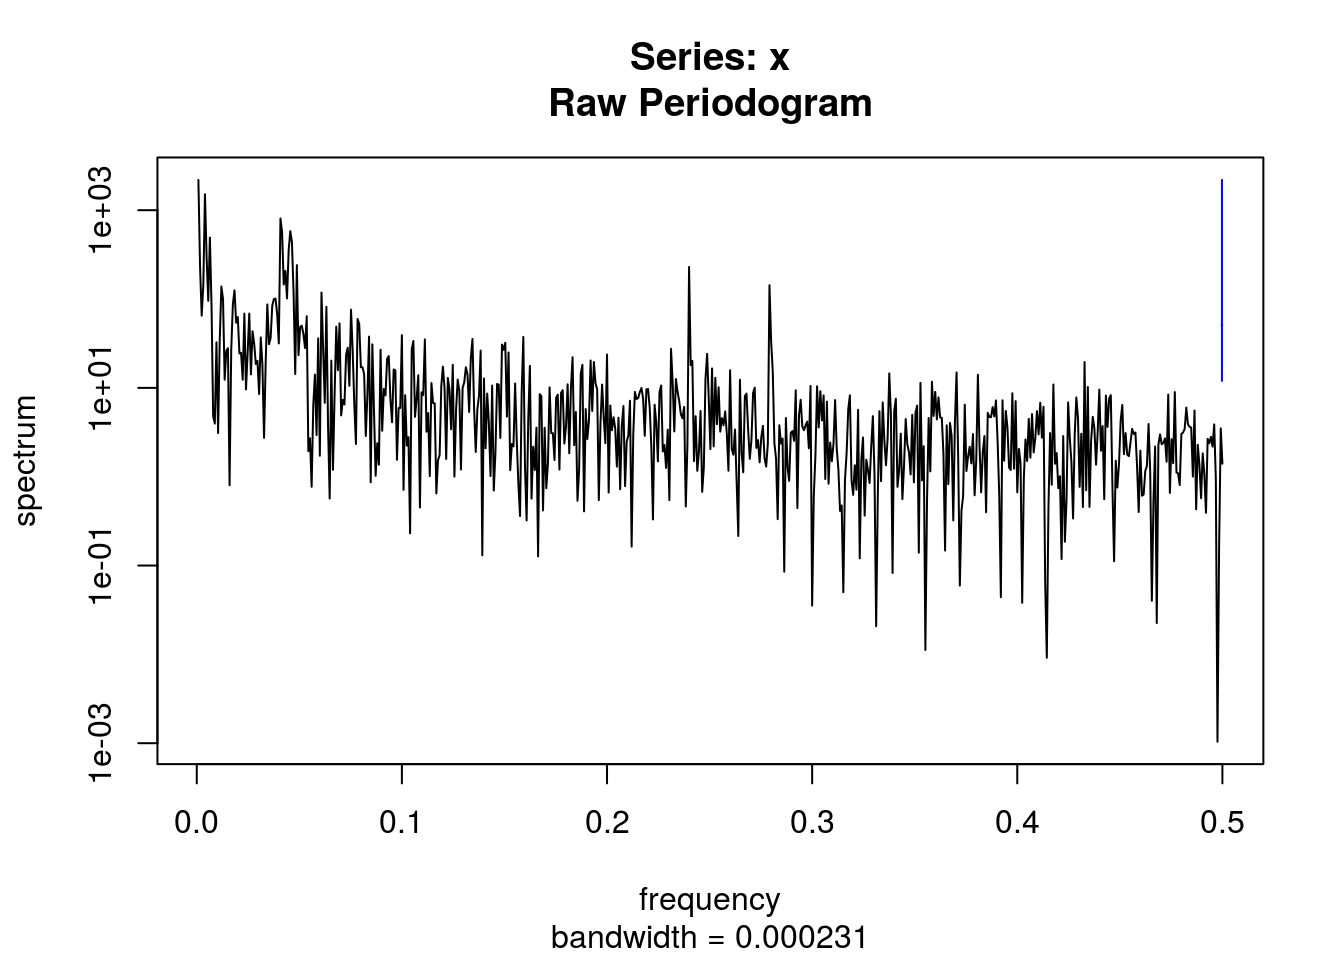 Series: x
Raw Periodogram
1e+03
1e+01
1e-01
1e-03
spectrum
0.0 0.1 0.2 0.3 0.4 0.5
frequency
bandwidth = 0.000231